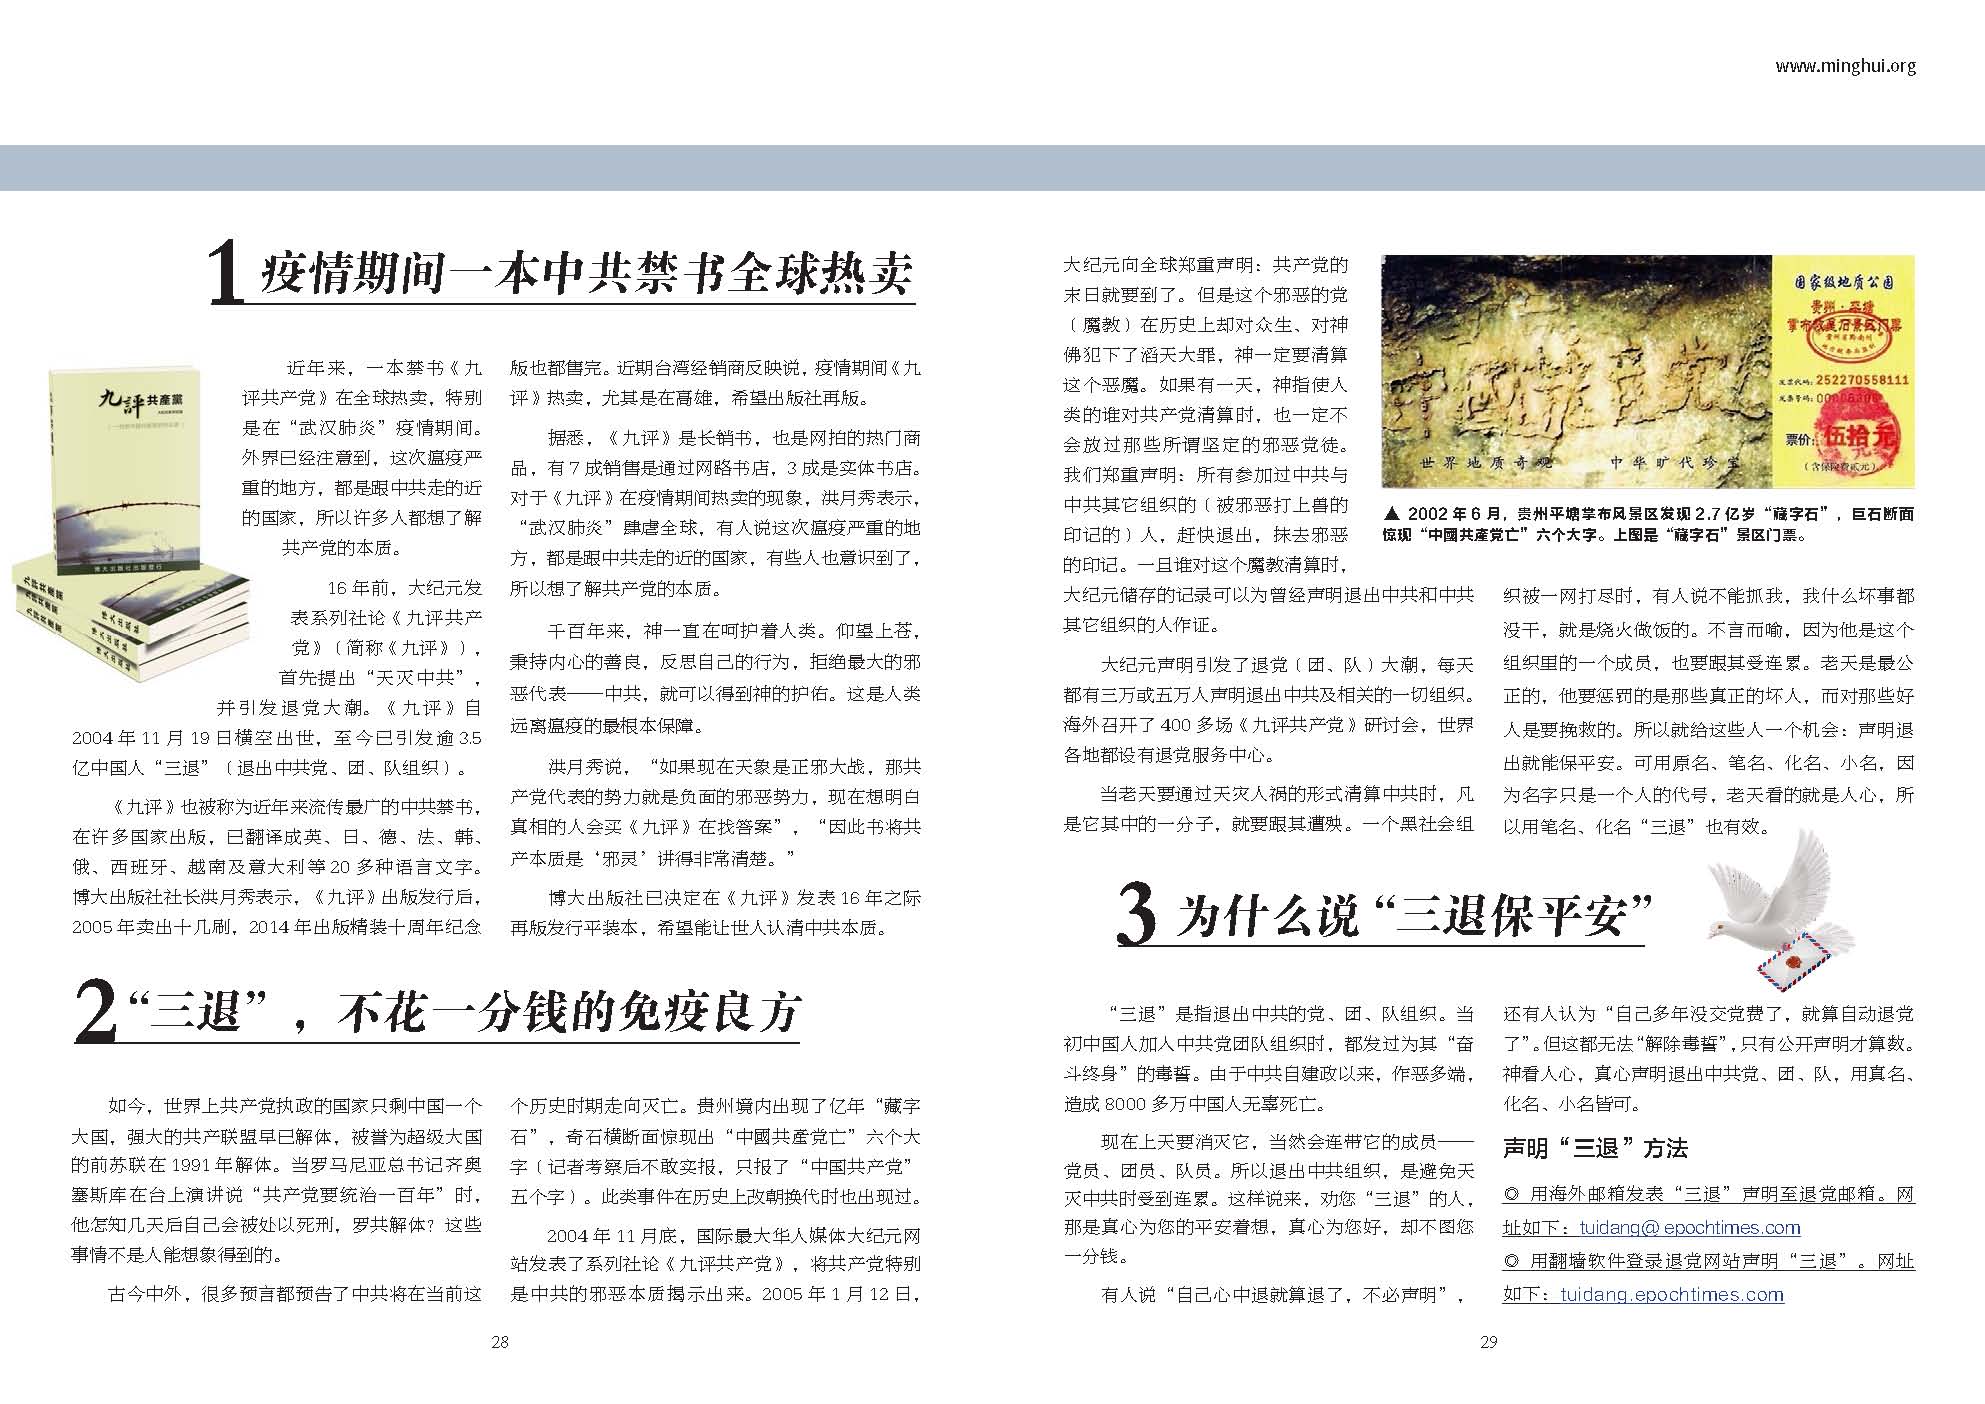 www.minghui.org
1 疫情期间一本中共禁书全球热卖
九評共產黨
博大出版社出版發行
近年来，一本禁书《九
评共产党》在全球热卖，特别
是在“武汉肺炎”疫情期间。
外界已经注意到，这次瘟疫严
重的地方，都是跟中共走的近
的国家，所以许多人都想了解
共产党的本质。
16 年前，大纪元发
表系列社论《九评共产
党》（简称《九评》），
首先提出“天灭中共”，
并引发退党大潮。《九评》自
2004 年 11 月 19 日横空出世，至今已引发逾 3.5
亿中国人“三退”（退出中共党、团、队组织）。
《九评》也被称为近年来流传最广的中共禁书，
在许多国家出版，已翻译成英、日、德、法、韩、
俄、西班牙、越南及意大利等 20 多种语言文字。
博大出版社社长洪月秀表示，《九评》出版发行后，
2005 年卖出十几刷，2014 年出版精装十周年纪念
版也都售完。近期台湾经销商反映说，疫情期间《九
评》热卖，尤其是在高雄，希望出版社再版。
据悉，《九评》是长销书，也是网拍的热门商
品，有 7 成销售是通过网路书店，3 成是实体书店。
对于《九评》在疫情期间热卖的现象，洪月秀表示，
“武汉肺炎”肆虐全球，有人说这次瘟疫严重的地
方，都是跟中共走的近的国家，有些人也意识到了，
所以想了解共产党的本质。
千百年来，神一直在呵护着人类。仰望上苍，
秉持内心的善良，反思自己的行为，拒绝最大的邪
恶代表——中共，就可以得到神的护佑。这是人类
远离瘟疫的最根本保障。
洪月秀说，“如果现在天象是正邪大战，那共
产党代表的势力就是负面的邪恶势力，现在想明白
真相的人会买《九评》在找答案”，“因此书将共
产本质是‘邪灵’讲得非常清楚。”
博大出版社已决定在《九评》发表 16 年之际
再版发行平装本，希望能让世人认清中共本质。
2 “三退”，不花一分钱的免疫良方
如今，世界上共产党执政的国家只剩中国一个
大国，强大的共产联盟早已解体，被誉为超级大国
的前苏联在 1991 年解体。当罗马尼亚总书记齐奥
塞斯库在台上演讲说“共产党要统治一百年”时，
他怎知几天后自己会被处以死刑，罗共解体？这些
事情不是人能想象得到的。
古今中外，很多预言都预告了中共将在当前这
个历史时期走向灭亡。贵州境内出现了亿年“藏字
石”，奇石横断面惊现出“中國共產党亡”六个大
字（记者考察后不敢实报，只报了“中国共产党”
五个字）。此类事件在历史上改朝换代时也出现过。
2004 年 11 月底，国际最大华人媒体大纪元网
站发表了系列社论《九评共产党》，将共产党特别
是中共的邪恶本质揭示出来。2005 年 1 月 12 日，
28
大纪元向全球郑重声明：共产党的
末日就要到了。但是这个邪恶的党
（魔教）在历史上却对众生、对神
佛犯下了滔天大罪，神一定要清算
这个恶魔。如果有一天，神指使人
类的谁对共产党清算时，也一定不
会放过那些所谓坚定的邪恶党徒。
我们郑重声明：所有参加过中共与
中共其它组织的（被邪恶打上兽的
印记的）人，赶快退出，抹去邪恶
的印记。一旦谁对这个魔教清算时，
大纪元储存的记录可以为曾经声明退出中共和中共
其它组织的人作证。
大纪元声明引发了退党（团、队）大潮，每天
都有三万或五万人声明退出中共及相关的一切组织。
海外召开了 400 多场《九评共产党》研讨会，世界
各地都设有退党服务中心。
当老天要通过天灾人祸的形式清算中共时，凡
是它其中的一分子，就要跟其遭殃。一个黑社会组
世界地质奇观 中华旷代珍宝
国家级地质公园
贵州·平塘
发票代码：252270558111
票价：伍拾元
（含保险费贰元）
▲ 2002 年 6 月，贵州平塘掌布风景区发现 2.7 亿岁“藏字石”，巨石断面
惊现“中國共產党亡”六个大字。上图是“藏字石”景区门票。
织被一网打尽时，有人说不能抓我，我什么坏事都
没干，就是烧火做饭的。不言而喻，因为他是这个
组织里的一个成员，也要跟其受连累。老天是最公
正的，他要惩罚的是那些真正的坏人，而对那些好
人是要挽救的。所以就给这些人一个机会：声明退
出就能保平安。可用原名、笔名、化名、小名，因
为名字只是一个人的代号，老天看的就是人心，所
以用笔名、化名“三退”也有效。
3 为什么说“三退保平安”
“三退”是指退出中共的党、团、队组织。当
初中国人加入中共党团队组织时，都发过为其“奋
斗终身”的毒誓。由于中共自建政以来，作恶多端，
造成 8000 多万中国人无辜死亡。
现在上天要消灭它，当然会连带它的成员——
党员、团员、队员。所以退出中共组织，是避免天
灭中共时受到连累。这样说来，劝您“三退”的人，
那是真心为您的平安着想，真心为您好，却不图您
一分钱。
有人说“自己心中退就算退了，不必声明”，
还有人认为“自己多年没交党费了，就算自动退党
了”。但这都无法“解除毒誓”，只有公开声明才算数。
神看人心，真心声明退出中共党、团、队，用真名、
化名、小名皆可。
声明“三退”方法
◎ 用海外邮箱发表“三退”声明至退党邮箱。网
址如下：tuidang@epochtimes.com
◎ 用翻墙软件登录退党网站声明“三退”。网址
如下：tuidang.epochtimes.com
29